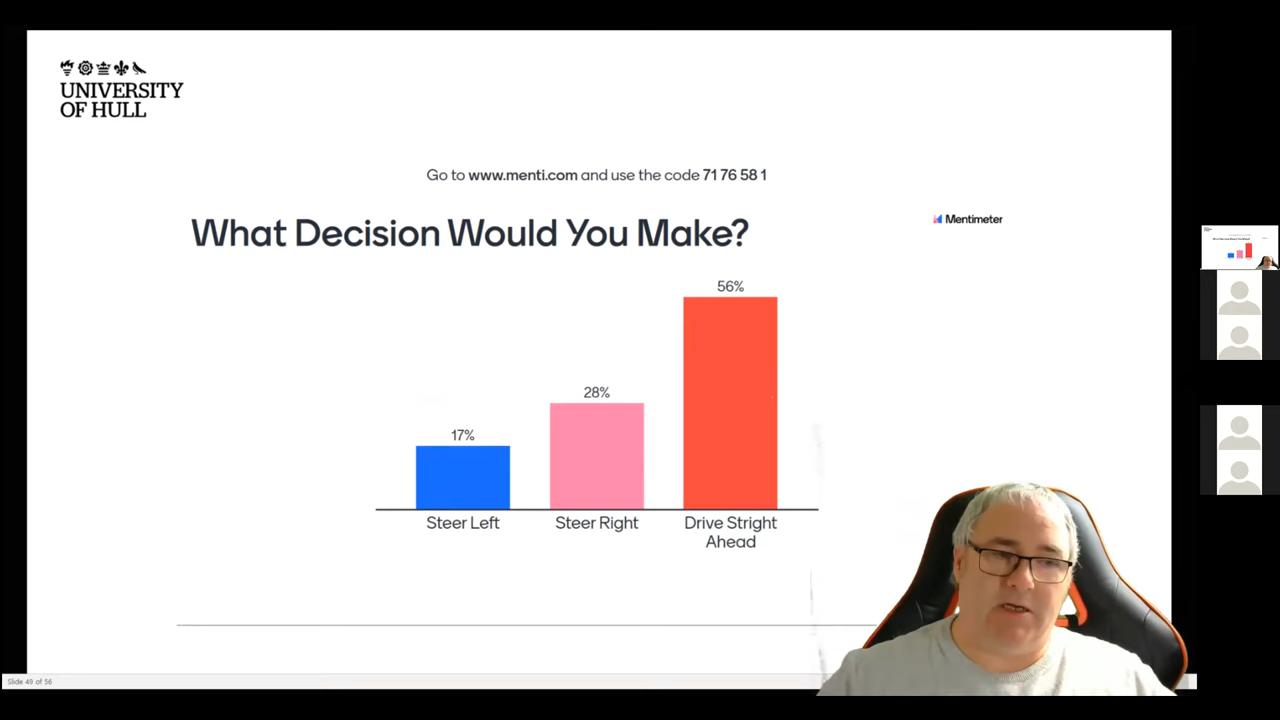 UNIVERSITY
OF HULL
Go to www.menti.com and use the code 71 76 58 1
Mentimeter
What Decision Would You Make?
56%
28%
17%
Steer Left
Steer Right
Drive Stright
Ahead
Slide 49 of 56